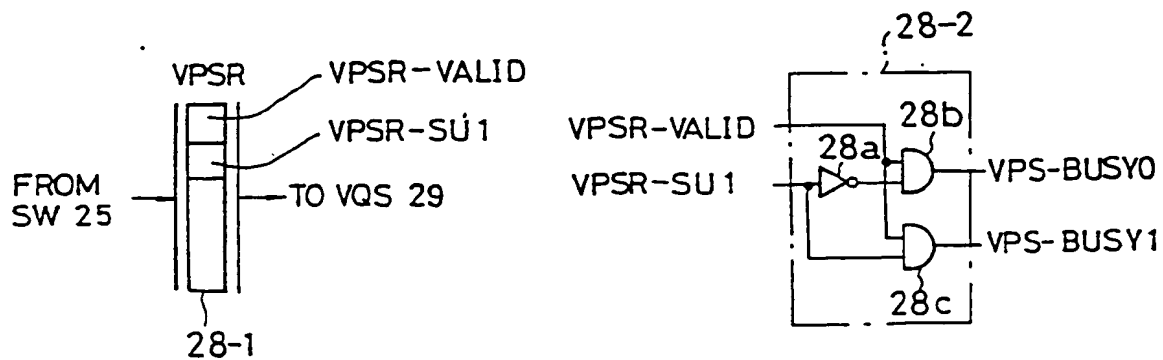 VPSR
VPSR-VALID
VPSR-SU1
FROM
SW 25
TO VQS 29
28-1
28-2
VPSR-VALID
28b
28a
VPS-BUSY0
VPSR-SU1
VPS-BUSY1
28c